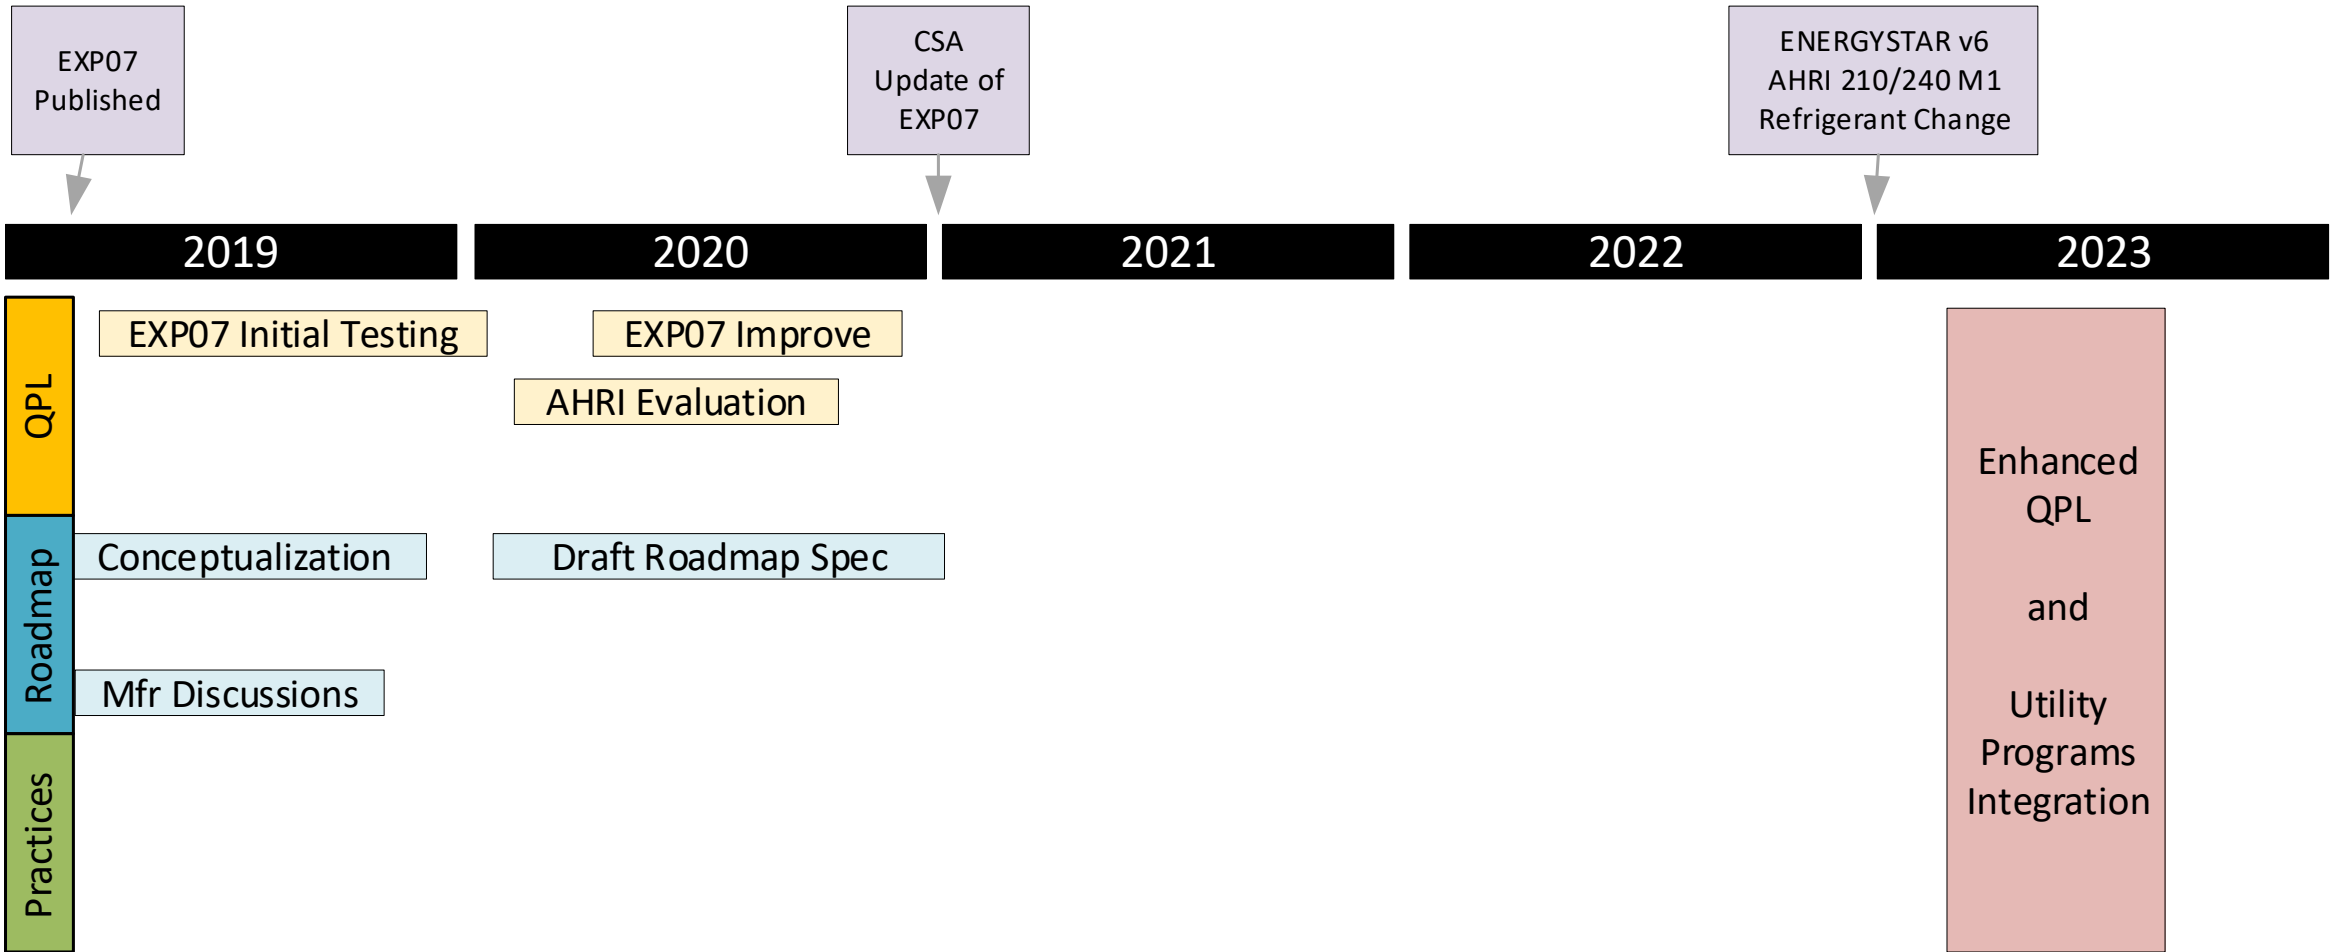 EXP07
Published
CSA
Update of
EXP07
ENERGYSTAR v6
AHRI 210/240 M1
Refrigerant Change
2019
2020
2021
2022
2023
QPL
EXP07 Initial Testing
EXP07 Improve
AHRI Evaluation
Roadmap
Conceptualization
Draft Roadmap Spec
Mfr Discussions
Practices
Enhanced
QPL
and
Utility
Programs
Integration